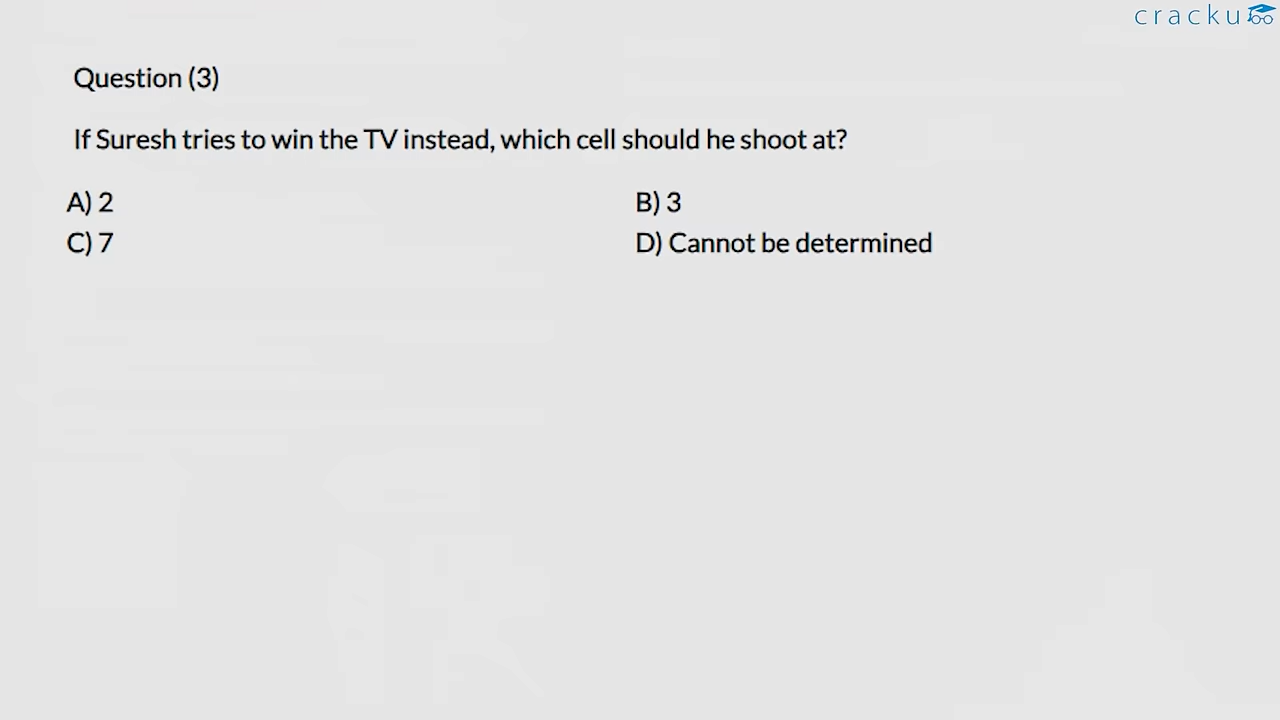 cracku
Question (3)
If Suresh tries to win the TV instead, which cell should he shoot at?
A) 2 B) 3
C) 7 D) Cannot be determined